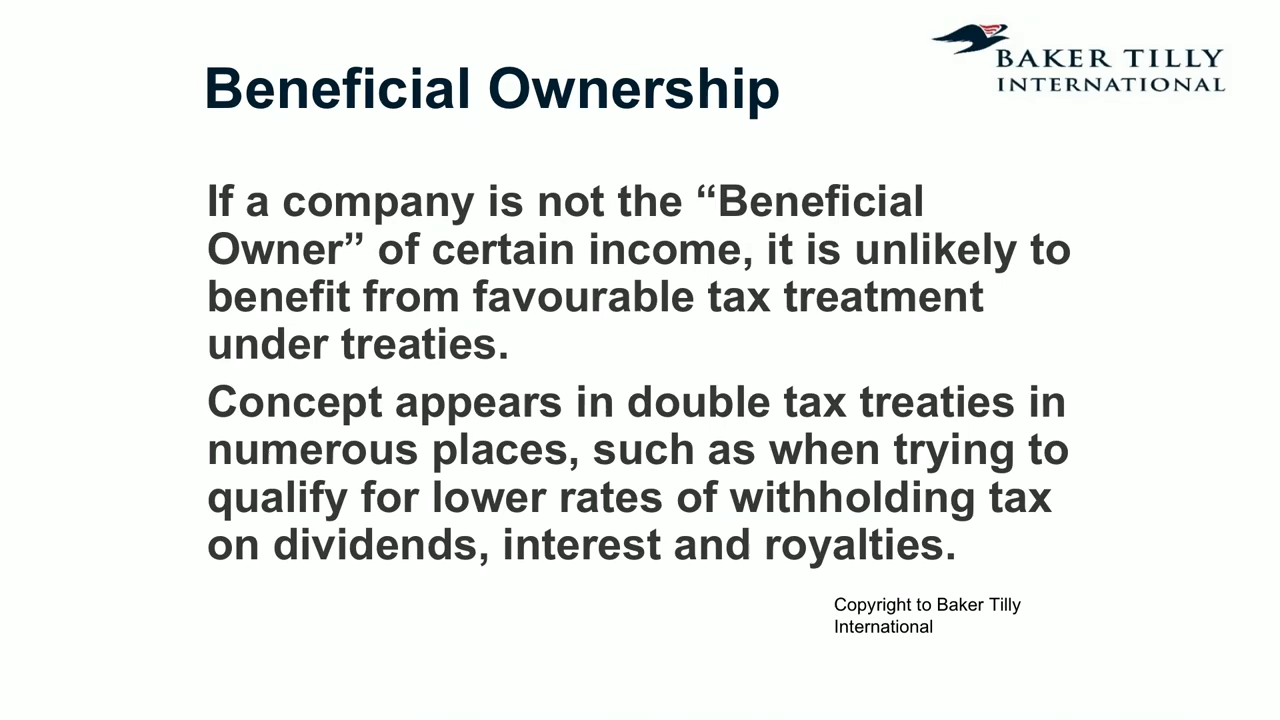 BAKER TILLY
INTERNATIONAL
Beneficial Ownership
If a company is not the “Beneficial
Owner” of certain income, it is unlikely to
benefit from favourable tax treatment
under treaties.
Concept appears in double tax treaties in
numerous places, such as when trying to
qualify for lower rates of withholding tax
on dividends, interest and royalties.
Copyright to Baker Tilly
International